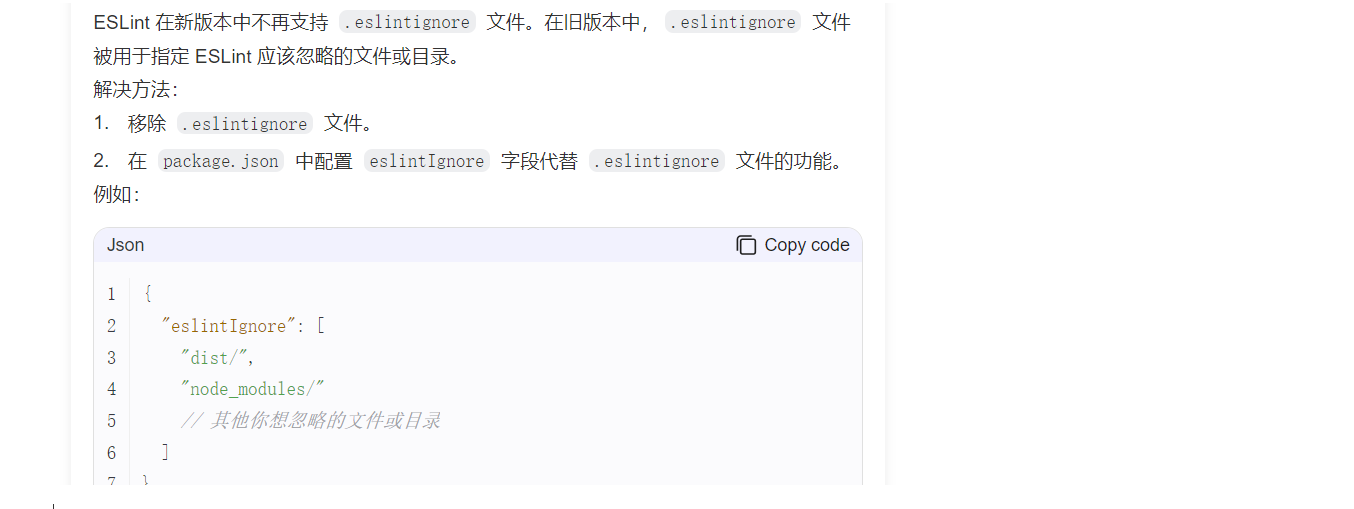 ESLint 在新版本中不再支持 .eslintignore 文件。在旧版本中， .eslintignore 文件
被用于指定 ESLint 应该忽略的文件或目录。
解决方法：
1. 移除 .eslintignore 文件。
2. 在 package.json 中配置 eslintIgnore 字段代替 .eslintignore 文件的功能。
例如：
Json Copy code
1 {
2 "eslintIgnore": [
3 "dist/",
4 "node_modules/"
5 // 其他你想忽略的文件或目录
6 ]
7 }